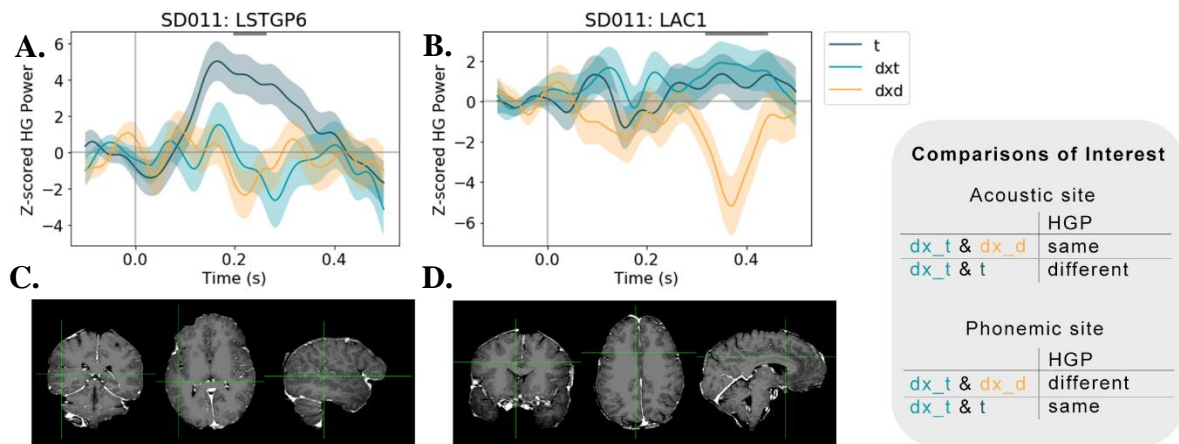 A.
SD011: LSTGP6
Z-scored HG Power
6
4
2
0
−2
−4
0.0
0.2
0.4
Time (s)
B.
SD011: LAC1
Z-scored HG Power
2
0
−2
−4
−6
0.0
0.2
0.4
Time (s)
t
dxt
dxd
C.
D.
Comparisons of Interest
Acoustic site
HGP
dx_t & dx_d same
dx_t & t different
Phonemic site
HGP
dx_t & dx_d different
dx_t & t same